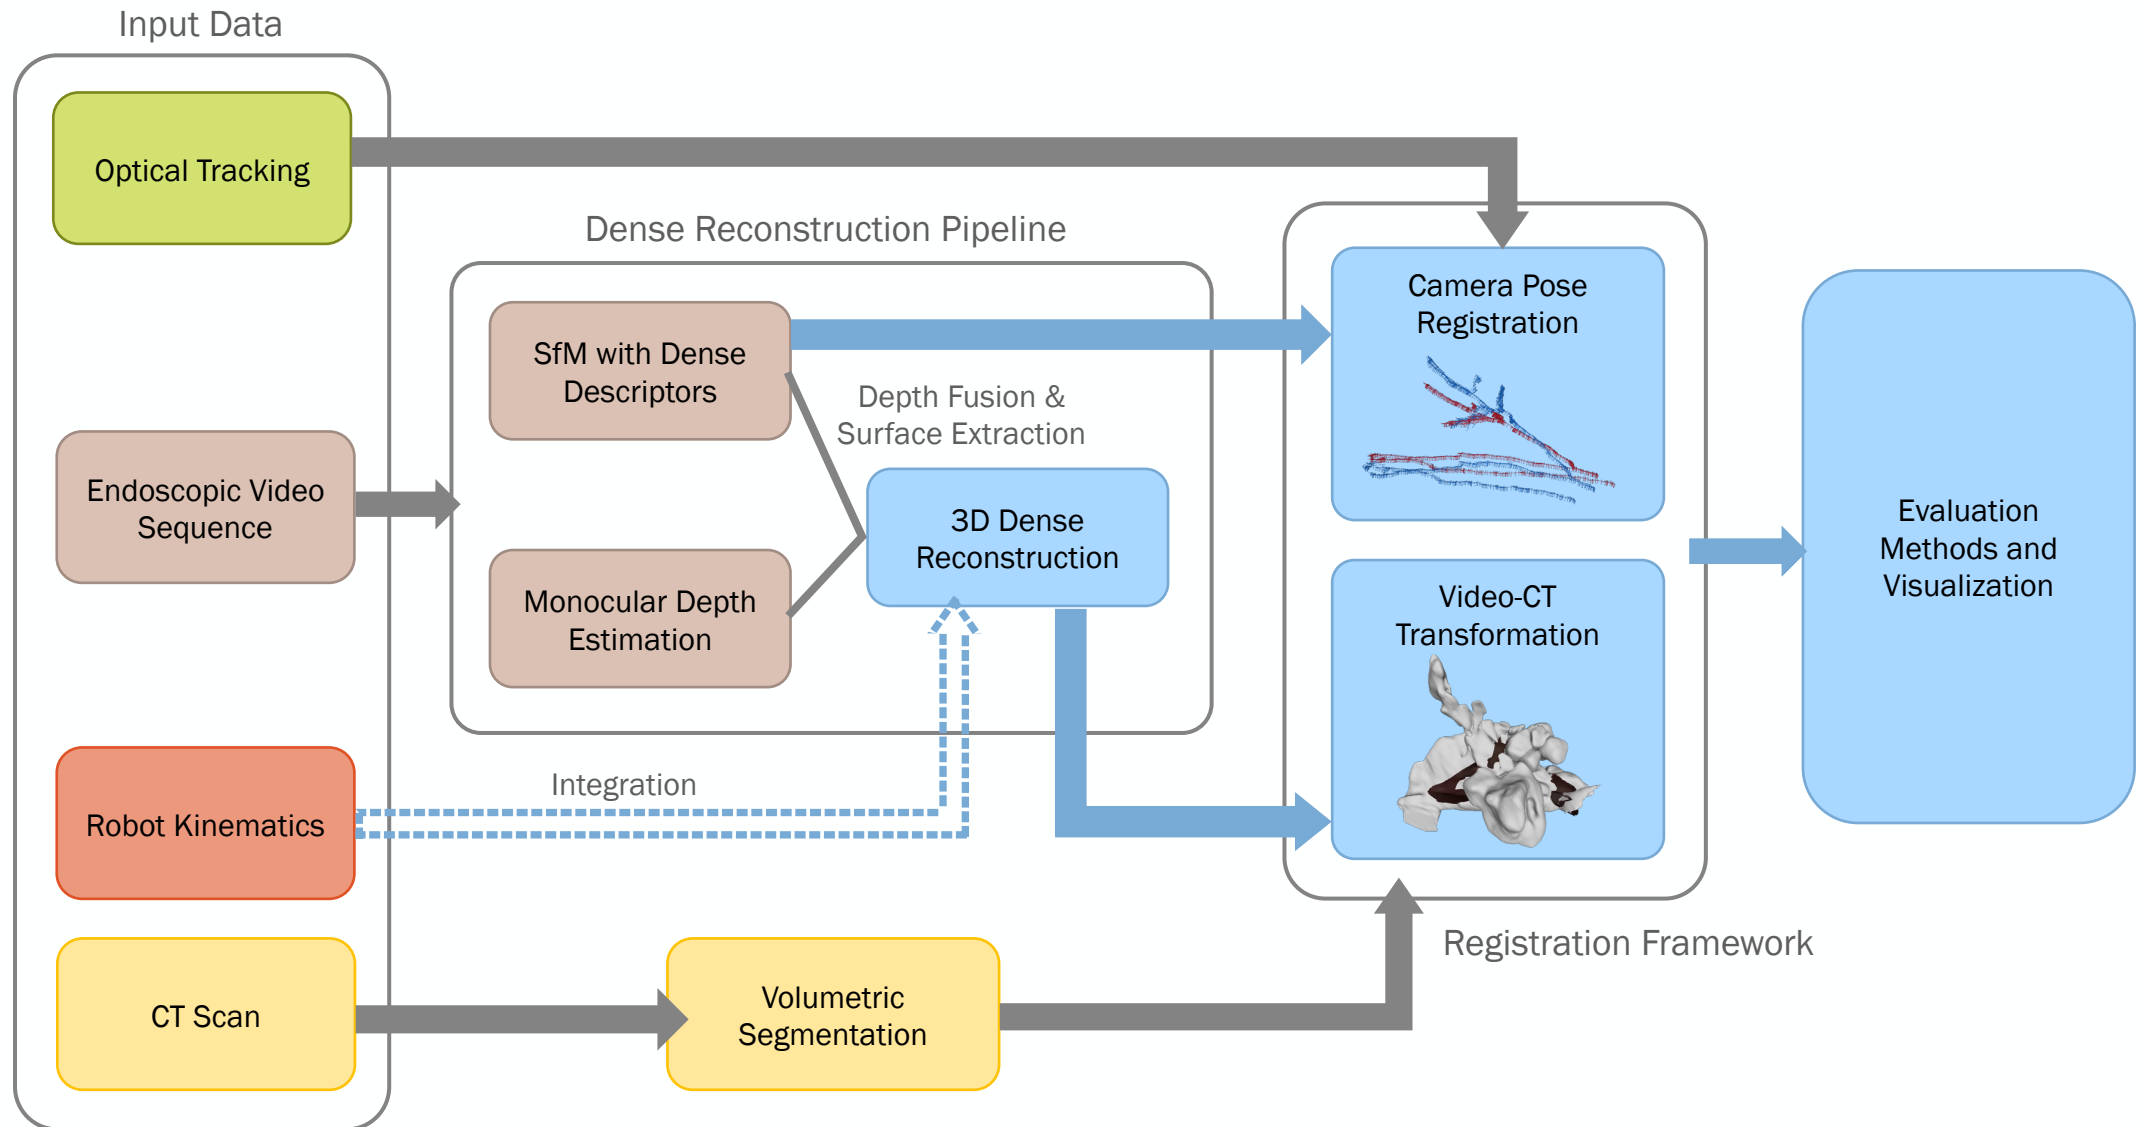 Input Data
Optical Tracking
Endoscopic Video
Sequence
Robot Kinematics
CT Scan
Dense Reconstruction Pipeline
SfM with Dense
Descriptors
Monocular Depth
Estimation
Depth Fusion &
Surface Extraction
3D Dense
Reconstruction
Integration
Volumetric
Segmentation
Camera Pose
Registration
Video-CT
Transformation
Registration Framework
Evaluation
Methods and
Visualization